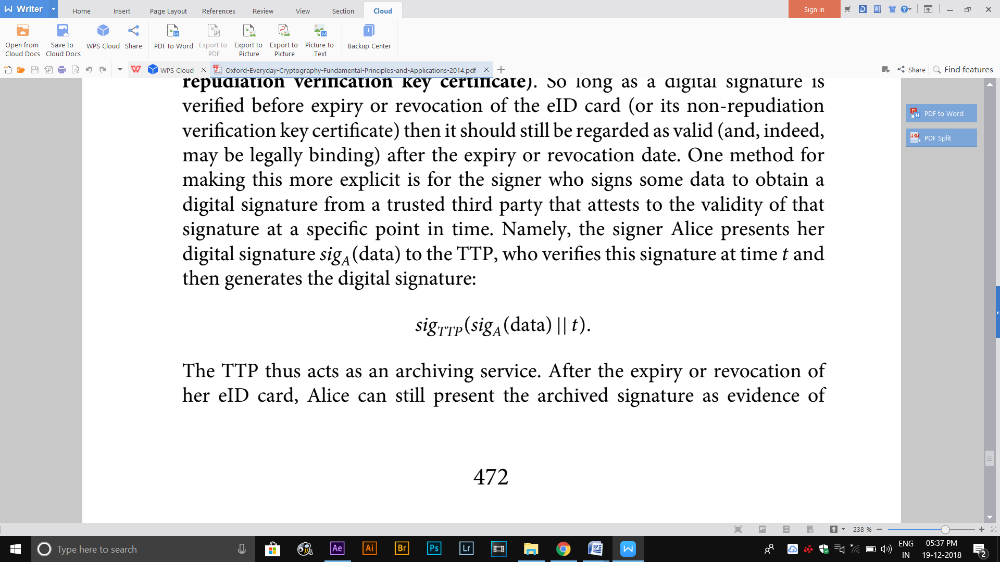 Writer
Home Insert Page Layout References Review View Section Cloud
Sign in
Open from Cloud Docs
Save to Cloud Docs
WPS Cloud
Share
PDF to Word
Export to PDF
Export to Picture
Export to Picture
Picture to Text
Backup Center
WPS Cloud
Oxford-Everyday-Cryptography-Fundamental-Principles-and-Applications-2014.pdf
Share
Find features
repudiation verification key certificate). So long as a digital signature is
verified before expiry or revocation of the eID card (or its non-repudiation
verification key certificate) then it should still be regarded as valid (and, indeed,
may be legally binding) after the expiry or revocation date. One method for
making this more explicit is for the signer who signs some data to obtain a
digital signature from a trusted third party that attests to the validity of that
signature at a specific point in time. Namely, the signer Alice presents her
digital signature sig_A(data) to the TTP, who verifies this signature at time t and
then generates the digital signature:
sig_TTP(sig_A(data) || t).
The TTP thus acts as an archiving service. After the expiry or revocation of
her eID card, Alice can still present the archived signature as evidence of
472
PDF to Word
PDF Split
238 %
Type here to search
Ae Ai Br Ps Lr
ENG
IN
05:37 PM
19-12-2018
2